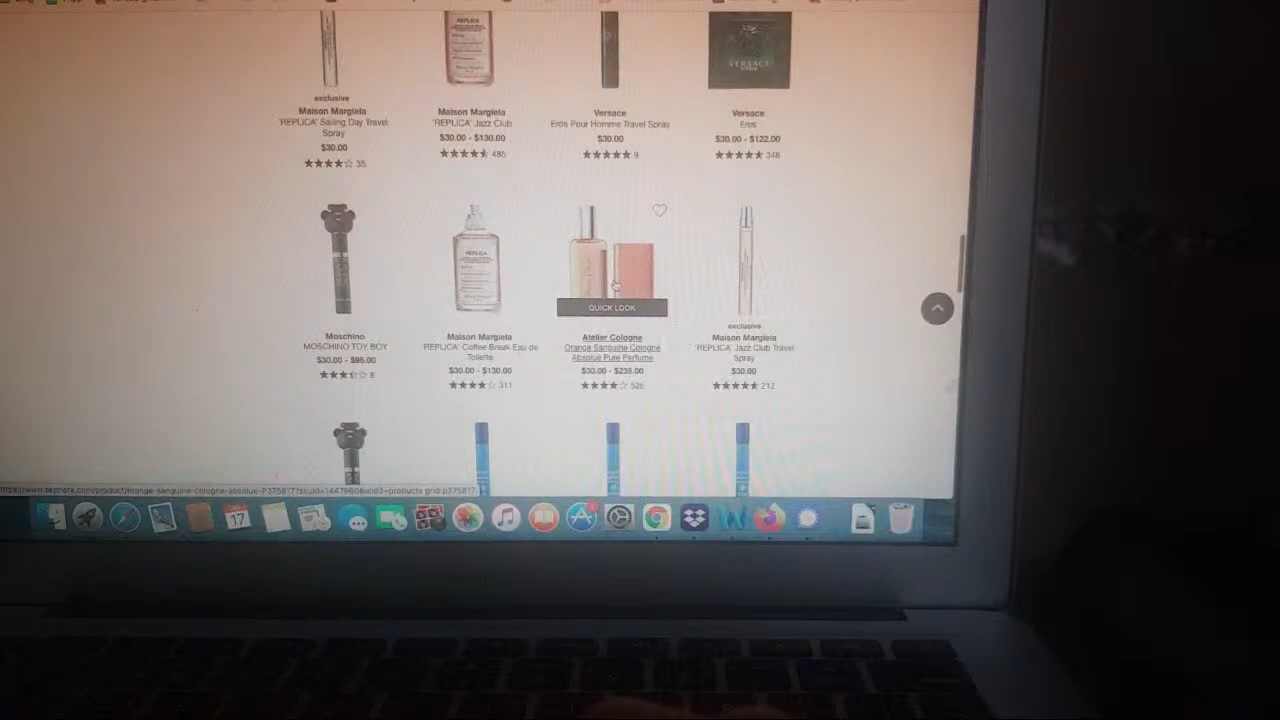 REPLICA
VERSACE
exclusive
Maison Margiela
'REPLICA' Sailing Day Travel
Spray
$30.00
35
Maison Margiela
'REPLICA' Jazz Club
$30.00 - $130.00
485
Versace
Eros Pour Homme Travel Spray
$30.00
9
Versace
Eros
$30.00 - $122.00
346
REPLICA
QUICK LOOK
Moschino
MOSCHINO TOY BOY
$30.00 - $96.00
8
Maison Margiela
'REPLICA' Coffee Break Eau de
Toilette
$30.00 - $130.00
311
Atelier Cologne
Orange Sanguine Cologne
Absolue Pure Perfume
$30.00 - $235.00
526
exclusive
Maison Margiela
'REPLICA' Jazz Club Travel
Spray
$30.00
212
17